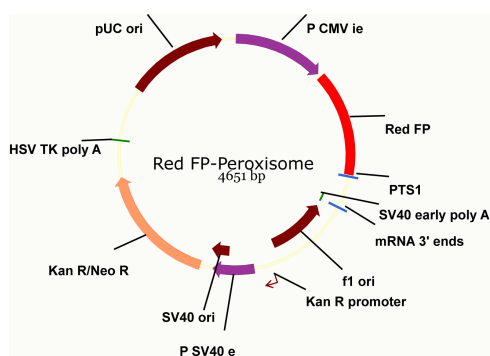 pUC ori
P CMV ie
Red FP
HSV TK poly A
Red FP-Peroxisome
4651 bp
PTS1
SV40 early poly A
mRNA 3' ends
Kan R/Neo R
f1 ori
Kan R promoter
SV40 ori
P SV40 e